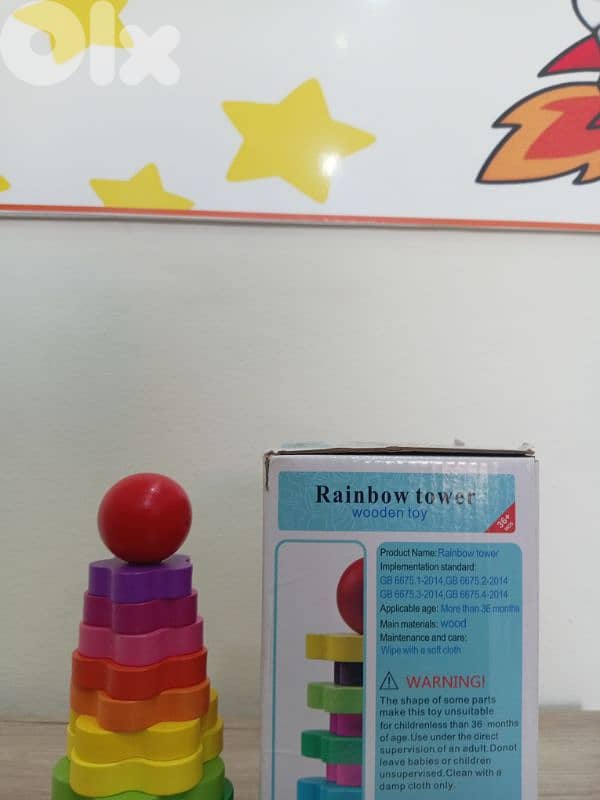 Olx
Rainbow tower
wooden toy
36+
MOS
Product Name: Rainbow tower
Implementation standard:
GB 6675.1-2014,GB 6675.2-2014
GB 6675.3-2014,GB 6675.4-2014
Applicable age: More than 36 months
Main materials: wood
Maintenance and care:
Wipe with a soft cloth
WARNING!
The shape of some parts
make this toy unsuitable
for childrenless than 36 months
of age.Use under the direct
supervision of an adult.Donot
leave babies or children
unsupervised.Clean with a
damp cloth only.